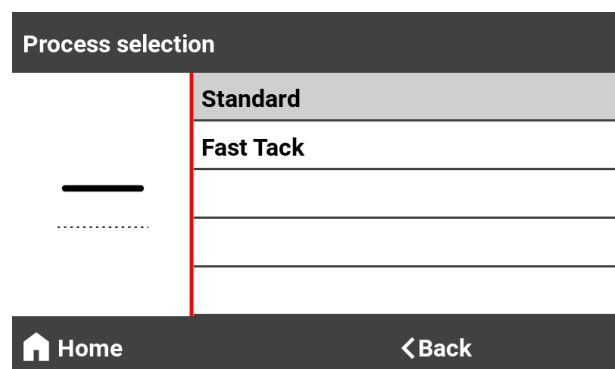 Process selection
Standard
Fast Tack
Home
Back